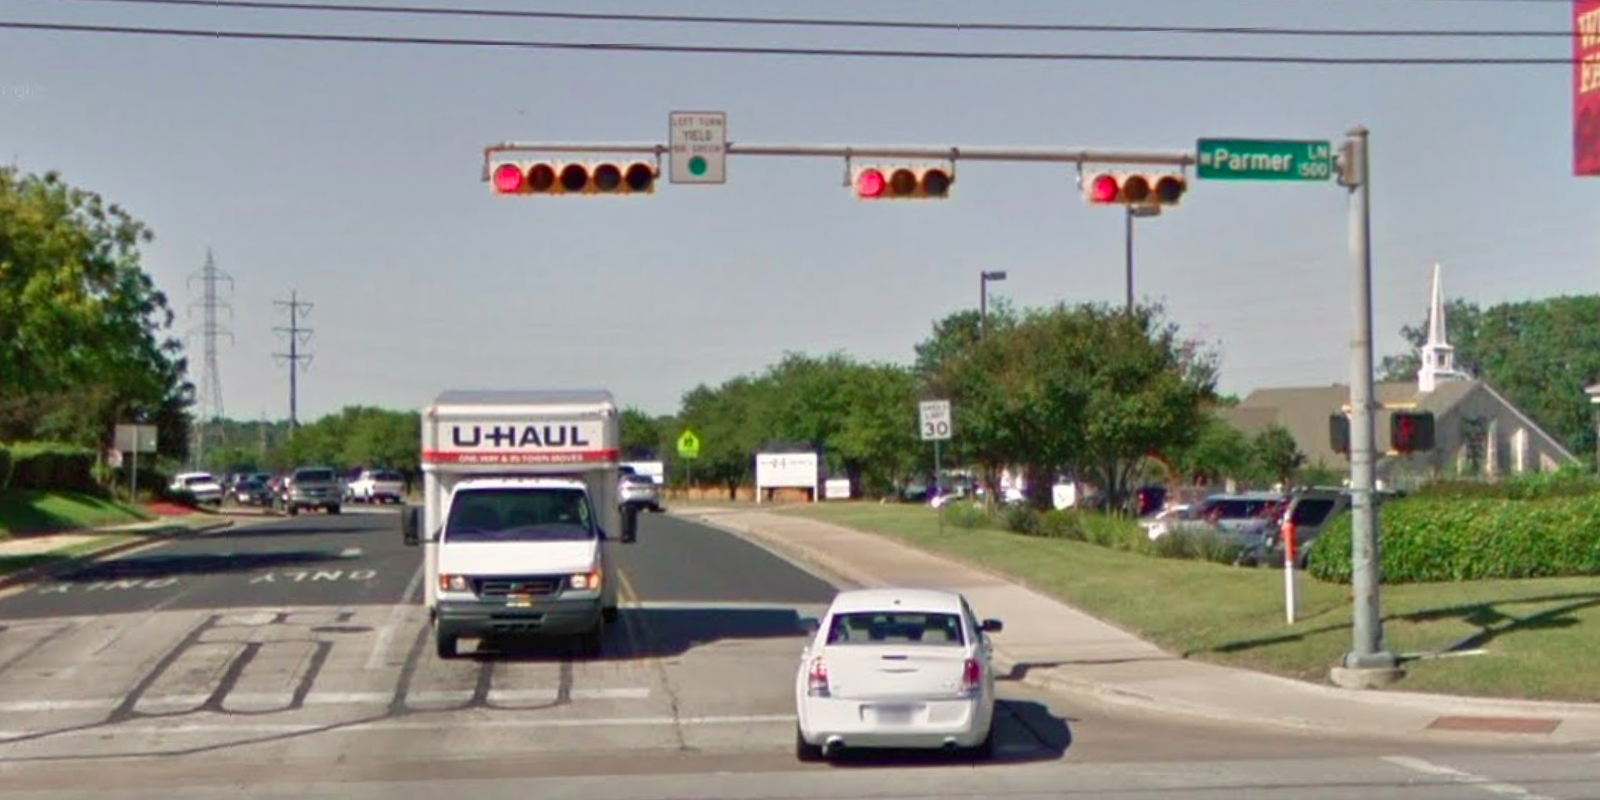 LEFT TURN
YIELD
ON GREEN
W Parmer LN
1500
U-HAUL
ONE-WAY & IN-TOWN MOVES
SPEED
LIMIT
30
ONLY
ONLY